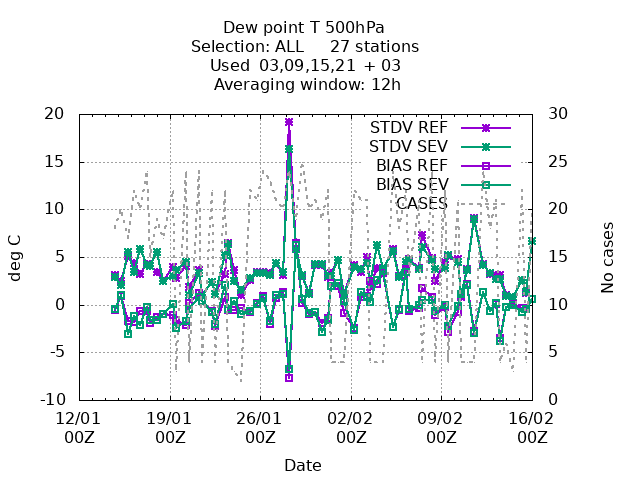 Dew point T 500hPa
Selection: ALL 27 stations
Used 03,09,15,21 + 03
Averaging window: 12h
20
15
10
5
0
-5
-10
deg C
30
25
20
15
10
5
0
No cases
STDV REF
STDV SEV
BIAS REF
BIAS SEV
CASES
12/01 19/01 26/01 02/02 09/02 16/02
00Z 00Z 00Z 00Z 00Z 00Z
Date